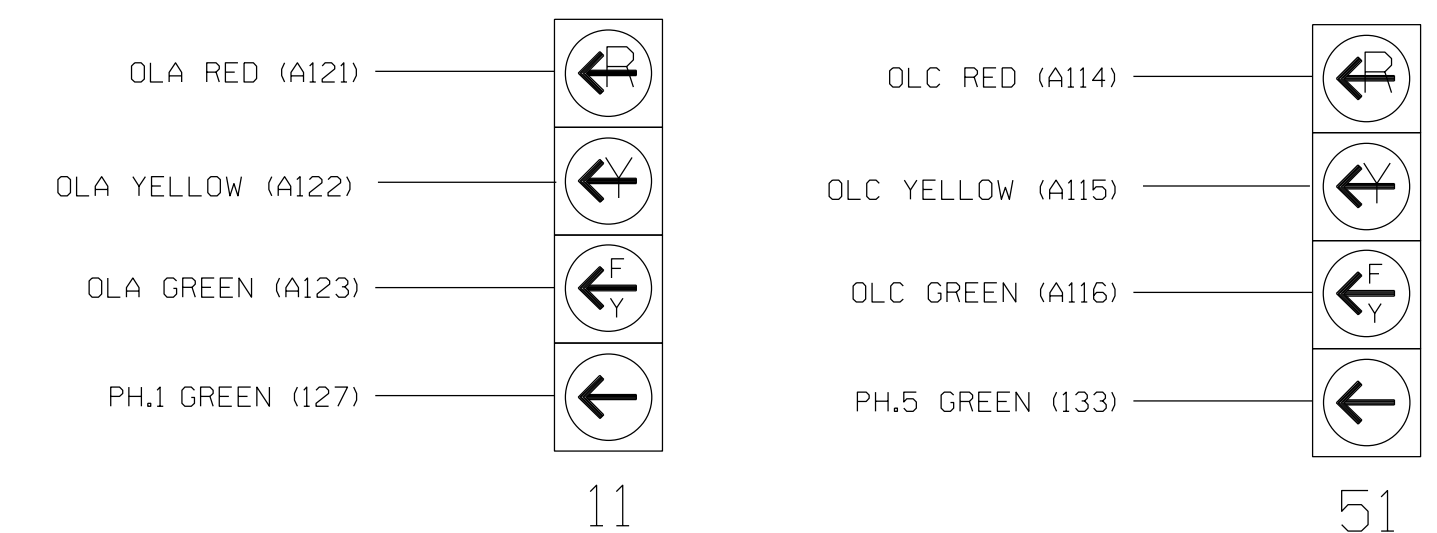 OLA RED (A121)
R
OLA YELLOW (A122)
Y
OLA GREEN (A123)
F
Y
PH.1 GREEN (127)
11
OLC RED (A114)
R
OLC YELLOW (A115)
Y
OLC GREEN (A116)
F
Y
PH.5 GREEN (133)
51